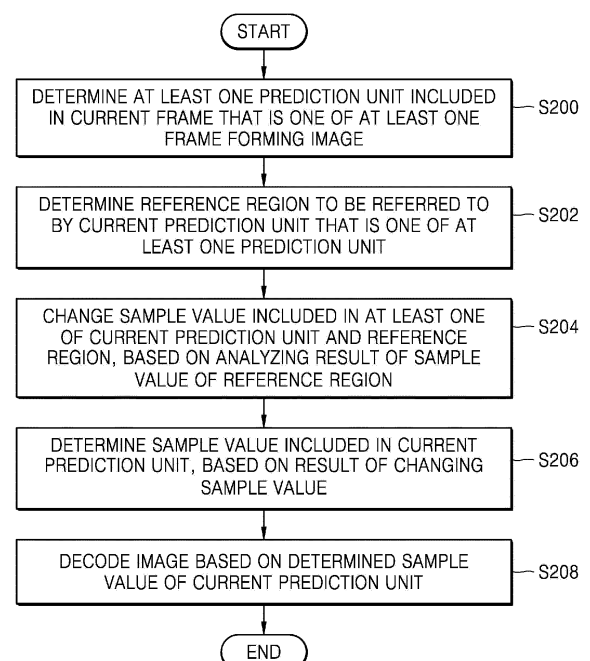 START
DETERMINE AT LEAST ONE PREDICTION UNIT INCLUDED
IN CURRENT FRAME THAT IS ONE OF AT LEAST ONE
FRAME FORMING IMAGE
S200
DETERMINE REFERENCE REGION TO BE REFERRED TO
BY CURRENT PREDICTION UNIT THAT IS ONE OF AT
LEAST ONE PREDICTION UNIT
S202
CHANGE SAMPLE VALUE INCLUDED IN AT LEAST ONE
OF CURRENT PREDICTION UNIT AND REFERENCE
REGION, BASED ON ANALYZING RESULT OF SAMPLE
VALUE OF REFERENCE REGION
S204
DETERMINE SAMPLE VALUE INCLUDED IN CURRENT
PREDICTION UNIT, BASED ON RESULT OF CHANGING
SAMPLE VALUE
S206
DECODE IMAGE BASED ON DETERMINED SAMPLE
VALUE OF CURRENT PREDICTION UNIT
S208
END